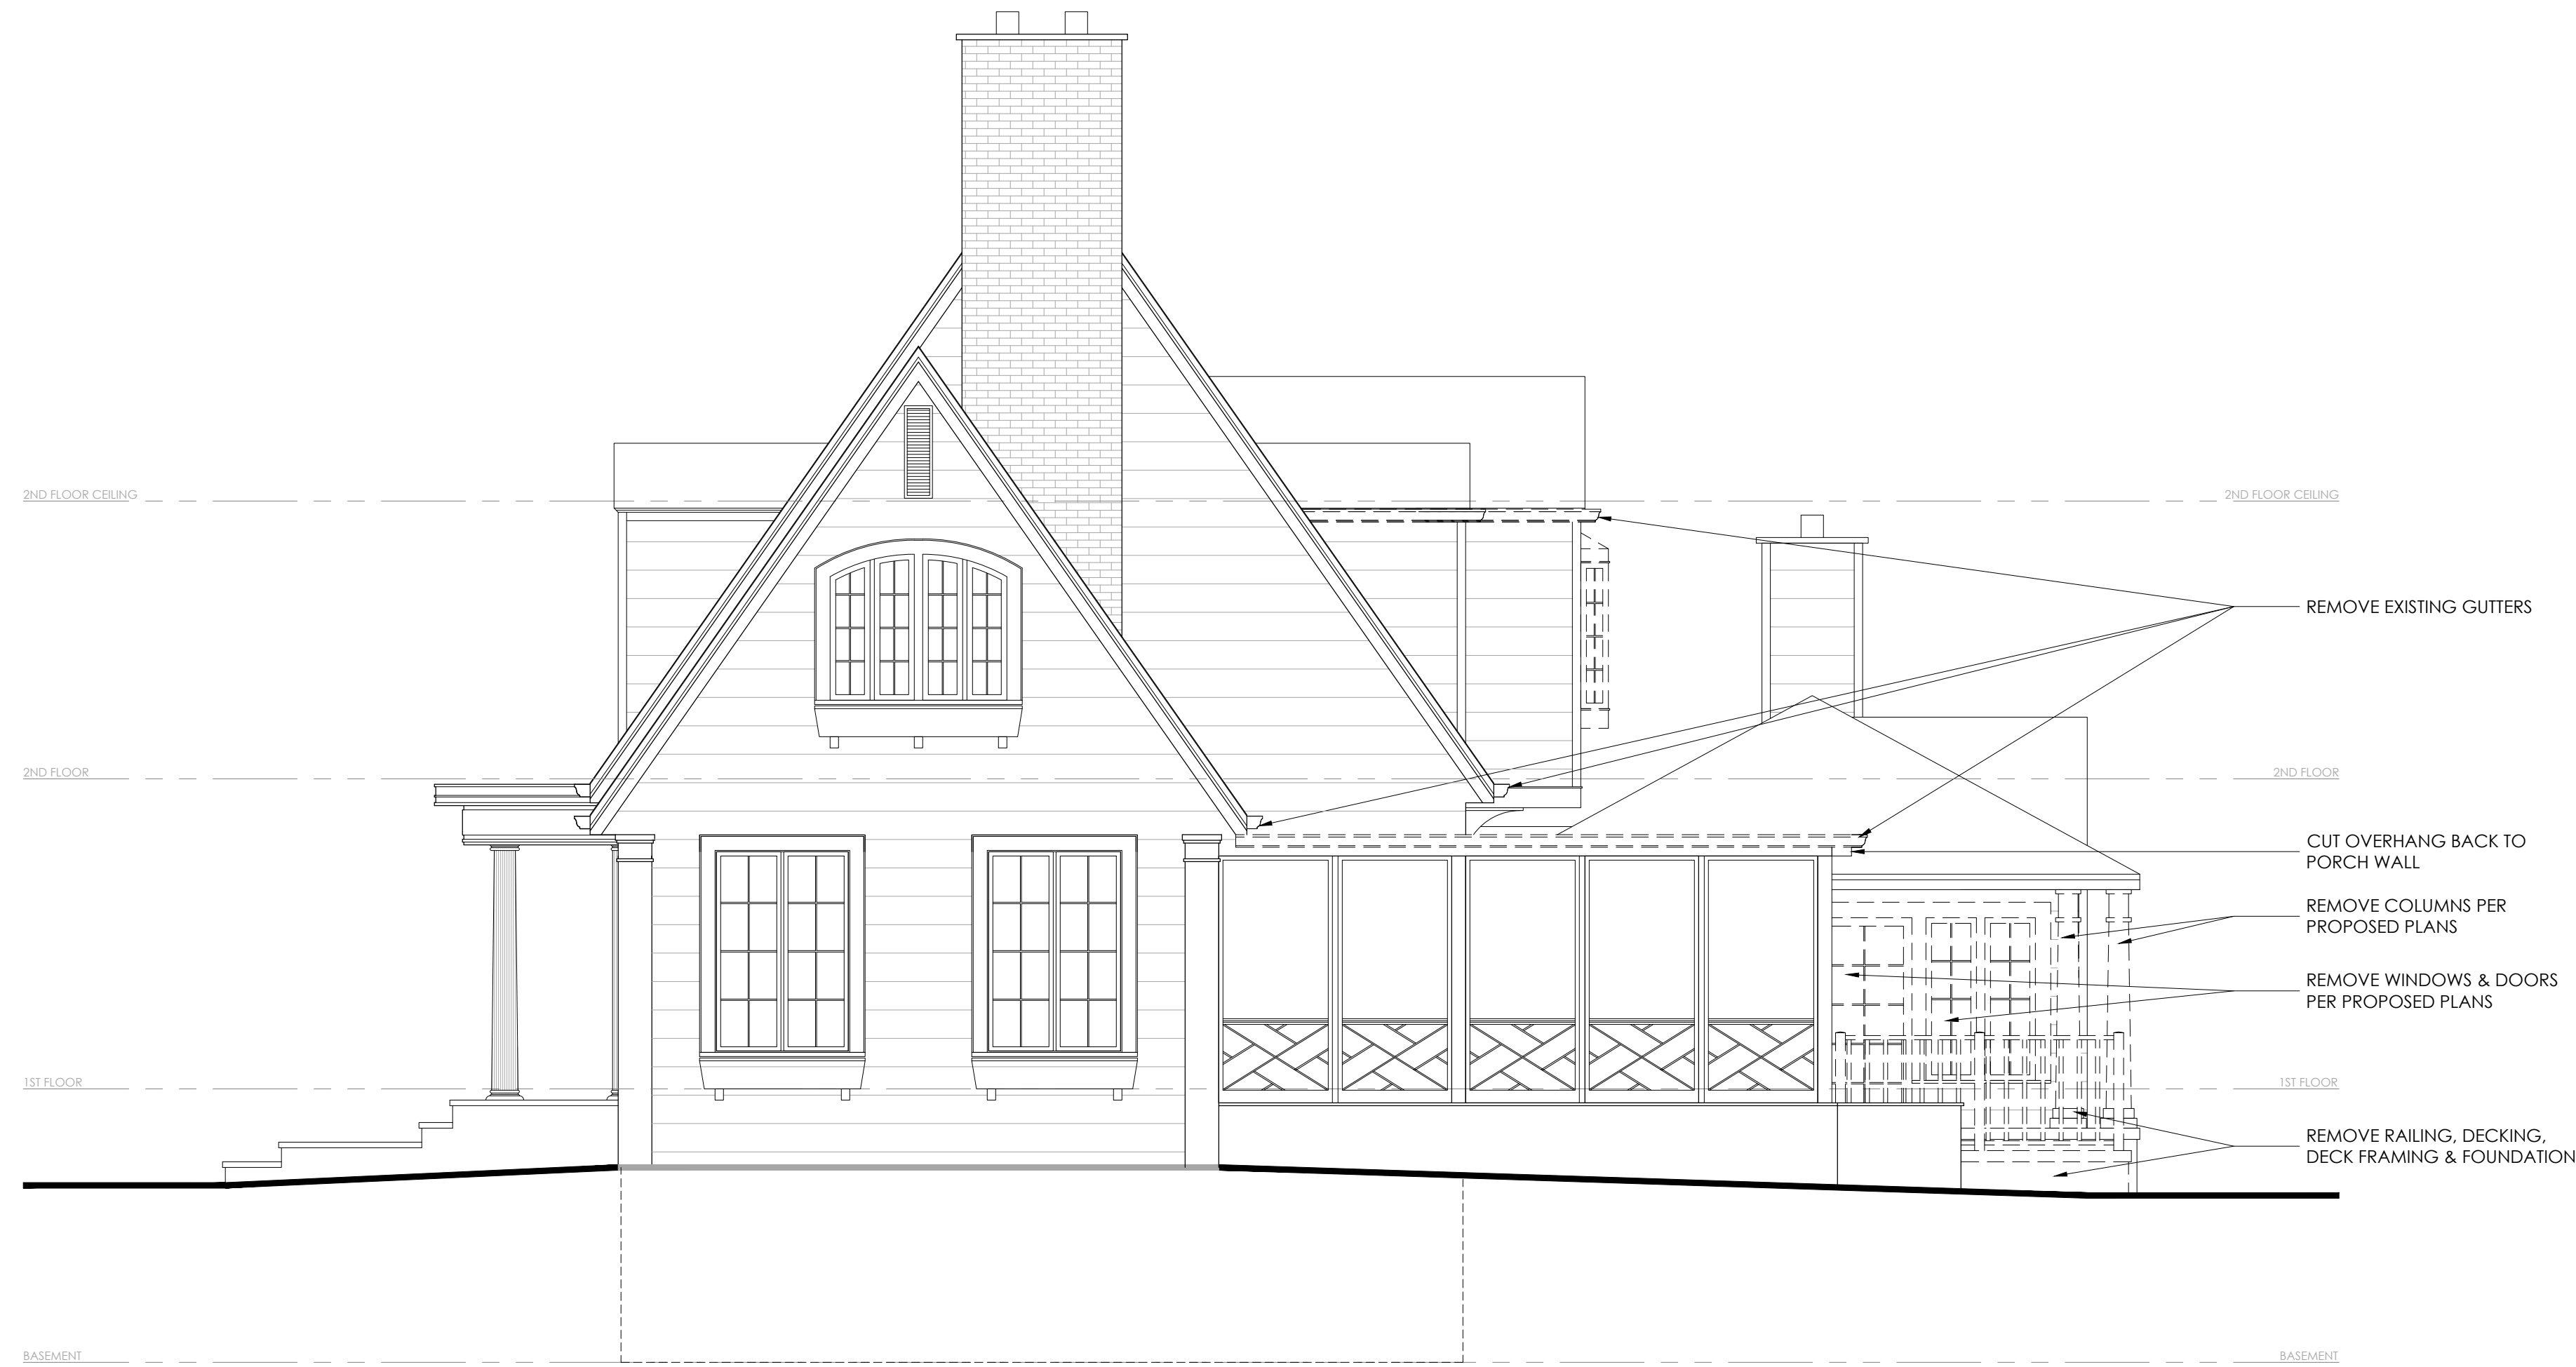 2ND FLOOR CEILING
2ND FLOOR CEILING
REMOVE EXISTING GUTTERS
2ND FLOOR
2ND FLOOR
CUT OVERHANG BACK TO
PORCH WALL
REMOVE COLUMNS PER
PROPOSED PLANS
REMOVE WINDOWS & DOORS
PER PROPOSED PLANS
1ST FLOOR
1ST FLOOR
REMOVE RAILING, DECKING,
DECK FRAMING & FOUNDATION
BASEMENT
BASEMENT